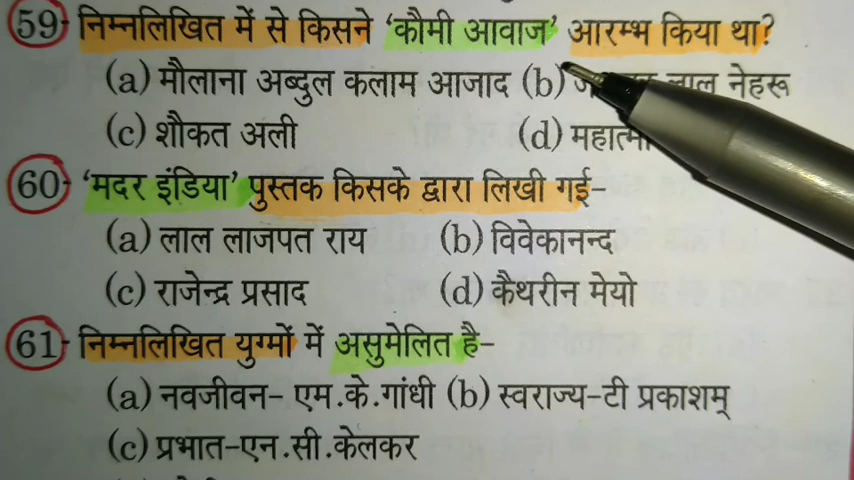 59- निम्नलिखित में से किसने ‘कौमी आवाज’ आरम्भ किया था?
(a) मौलाना अब्दुल कलाम आजाद (b) लाल नेहरू
(c) शौकत अली (d) महात्मा
60- ‘मदर इंडिया’ पुस्तक किसके द्वारा लिखी गई-
(a) लाल लाजपत राय (b) विवेकानन्द
(c) राजेन्द्र प्रसाद (d) कैथरीन मेयो
61- निम्नलिखित युग्मों में असुमेलित है-
(a) नवजीवन- एम.के.गांधी (b) स्वराज्य-टी प्रकाशम्
(c) प्रभात-एन.सी.केलकर